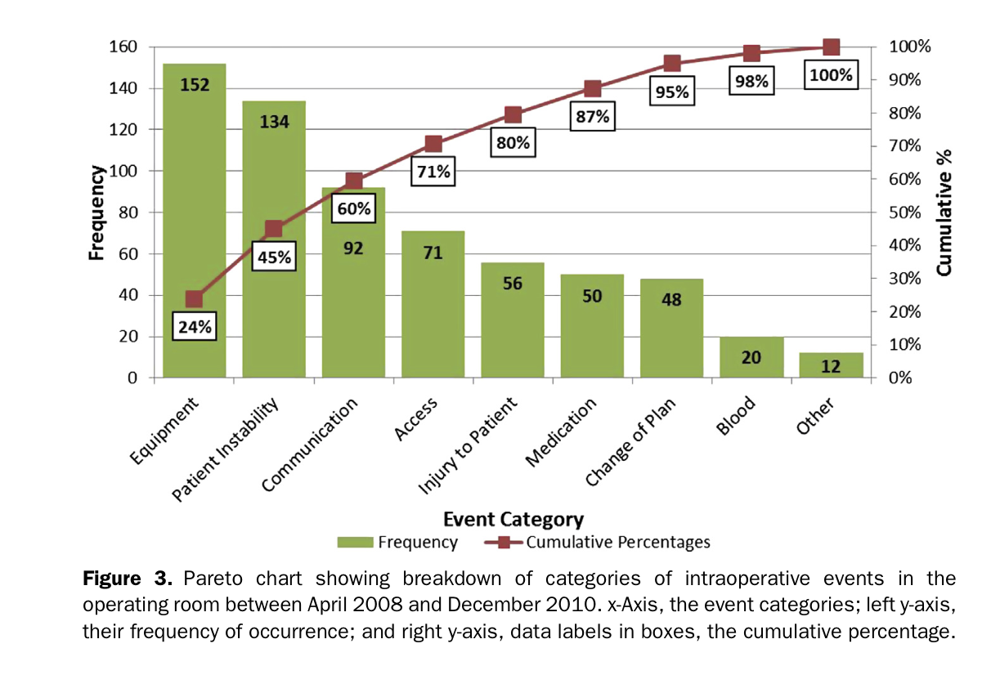 160
140
120
100
80
60
40
20
0
Frequency
100%
90%
80%
70%
60%
50%
40%
30%
20%
10%
0%
Cumulative %
152
134
92
71
56
50
48
20
12
24%
45%
60%
71%
80%
87%
95%
98%
100%
Equipment
Patient Instability
Communication
Access
Injury to Patient
Medication
Change of Plan
Blood
Other
Event Category
Frequency
Cumulative Percentages
Figure 3. Pareto chart showing breakdown of categories of intraoperative events in the
operating room between April 2008 and December 2010. x-Axis, the event categories; left y-axis,
their frequency of occurrence; and right y-axis, data labels in boxes, the cumulative percentage.